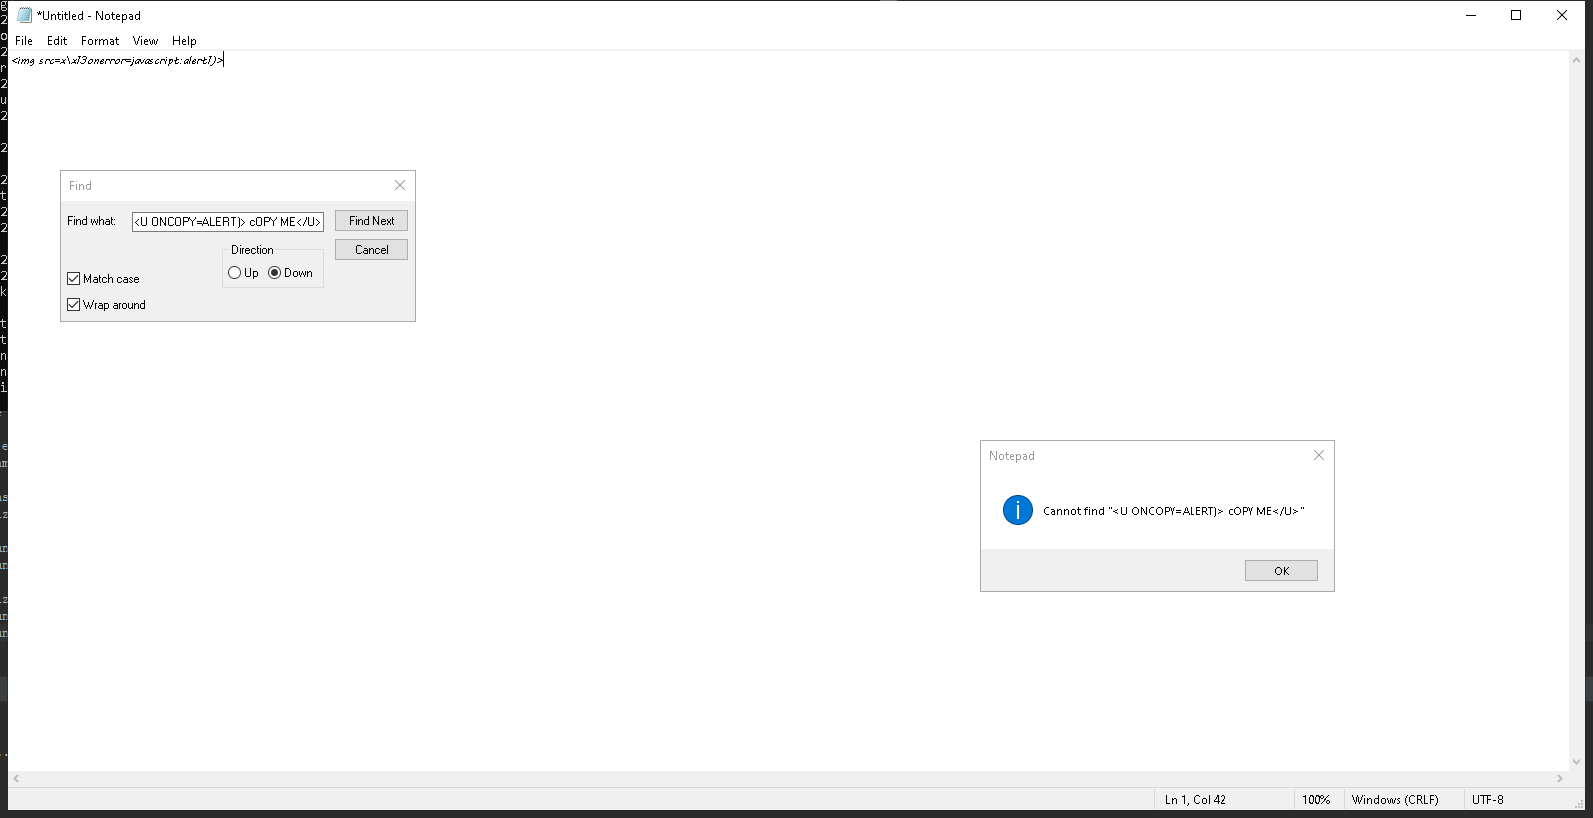 *Untitled - Notepad
File Edit Format View Help
<img src=x\x13onerror=javascript:alert1)>
Find
Find what: <U ONCOPY=ALERT)> cOPY ME</U> Find Next
Direction Cancel
Up Down
Match case
Wrap around
Notepad
Cannot find "<U ONCOPY=ALERT)> cOPY ME</U>"
OK
Ln 1, Col 42 100% Windows (CRLF) UTF-8